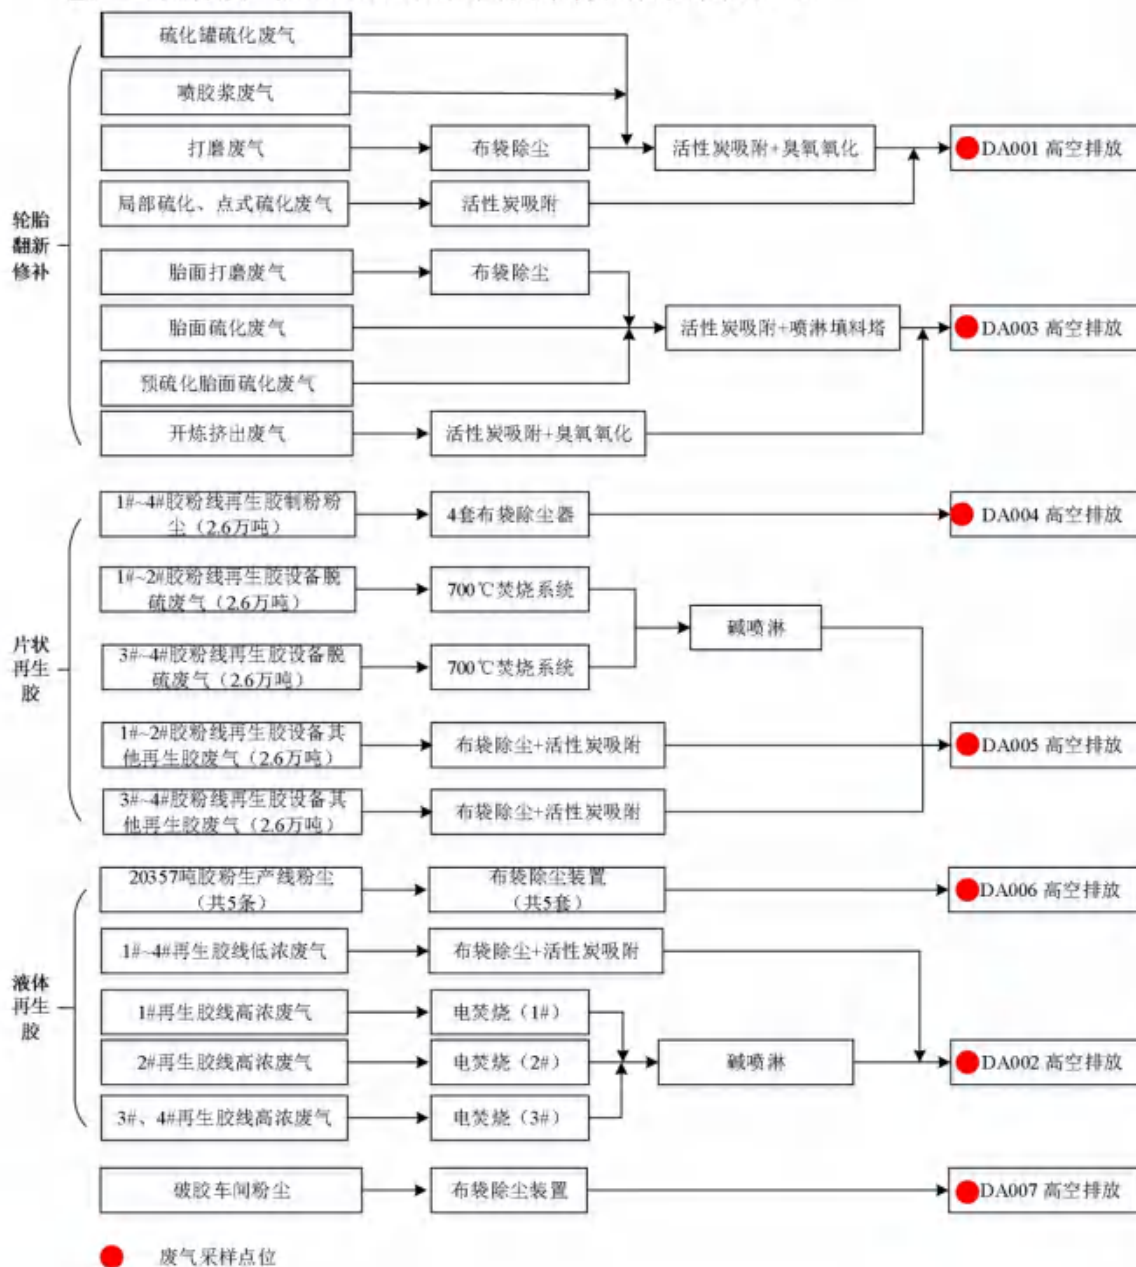 硫化罐硫化废气
喷胶浆废气
打磨废气
布袋除尘
活性炭吸附+臭氧氧化
DA001 高空排放
局部硫化、点式硫化废气
活性炭吸附
轮胎
翻新
修补
胎面打磨废气
布袋除尘
胎面硫化废气
活性炭吸附+喷淋填料塔
DA003 高空排放
预硫化胎面硫化废气
开炼挤出废气
活性炭吸附+臭氧氧化
1#~4#胶粉线再生胶制粉粉
尘（2.6万吨）
4套布袋除尘器
DA004 高空排放
1#~2#胶粉线再生胶设备脱
硫废气（2.6万吨）
700℃焚烧系统
碱喷淋
片状
再生
胶
3#~4#胶粉线再生胶设备脱
硫废气（2.6万吨）
700℃焚烧系统
1#~2#胶粉线再生胶设备其
他再生胶废气（2.6万吨）
布袋除尘+活性炭吸附
DA005 高空排放
3#~4#胶粉线再生胶设备其
他再生胶废气（2.6万吨）
布袋除尘+活性炭吸附
20357吨胶粉生产线粉尘
（共5条）
布袋除尘装置
（共5套）
DA006 高空排放
1#~4#再生胶线低浓废气
布袋除尘+活性炭吸附
液体
再生
胶
1#再生胶线高浓废气
电焚烧（1#）
2#再生胶线高浓废气
电焚烧（2#）
碱喷淋
DA002 高空排放
3#、4#再生胶线高浓废气
电焚烧（3#）
破胶车间粉尘
布袋除尘装置
DA007 高空排放
废气采样点位